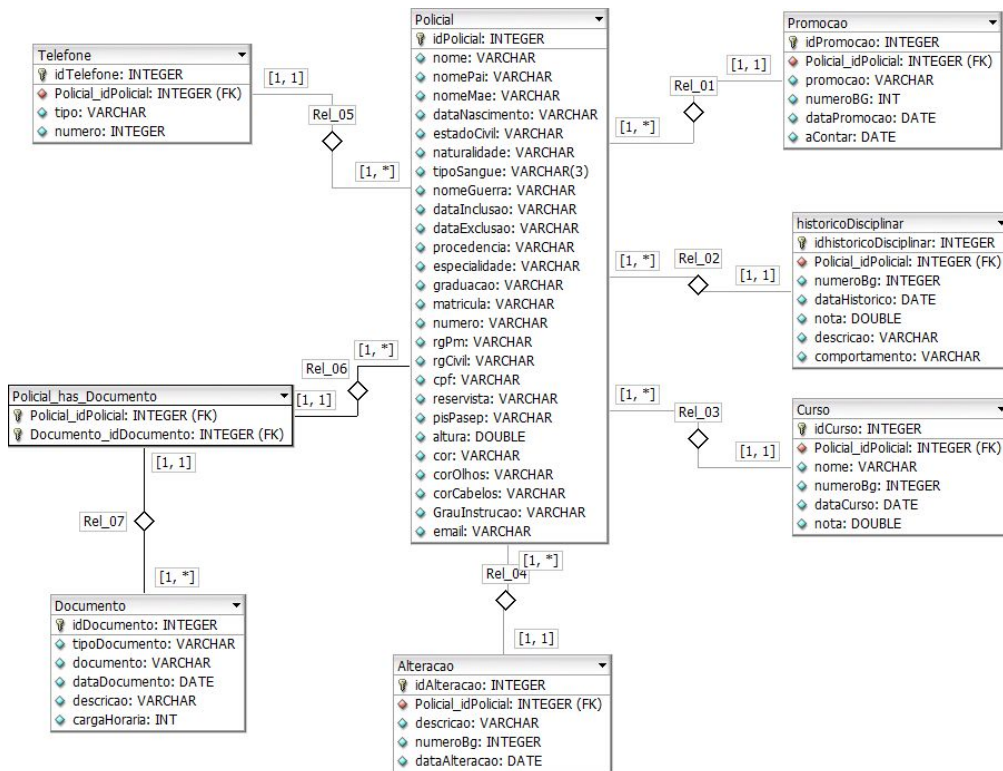 Policial
idPolicial: INTEGER
nome: VARCHAR
nomePai: VARCHAR
nomeMae: VARCHAR
dataNascimento: VARCHAR
estadoCivil: VARCHAR
naturalidade: VARCHAR
tipoSangue: VARCHAR(3)
nomeGuerra: VARCHAR
dataInclusao: VARCHAR
dataExclusao: VARCHAR
procedencia: VARCHAR
especialidade: VARCHAR
graduacao: VARCHAR
matricula: VARCHAR
numero: VARCHAR
rgPm: VARCHAR
rgCivil: VARCHAR
cpf: VARCHAR
reservista: VARCHAR
pisPasep: VARCHAR
altura: DOUBLE
cor: VARCHAR
corOlhos: VARCHAR
corCabelos: VARCHAR
GrauInstrucao: VARCHAR
email: VARCHAR
Telefone
idTelefone: INTEGER
Policial_idPolicial: INTEGER (FK)
tipo: VARCHAR
numero: INTEGER
[1, 1]
Rel_05
[1, *]
Promocao
idPromocao: INTEGER
Policial_idPolicial: INTEGER (FK)
promocao: VARCHAR
numeroBG: INT
dataPromocao: DATE
aContar: DATE
[1, 1]
Rel_01
[1, *]
historicoDisciplinar
idhistoricoDisciplinar: INTEGER
Policial_idPolicial: INTEGER (FK)
numeroBg: INTEGER
dataHistorico: DATE
nota: DOUBLE
descricao: VARCHAR
comportamento: VARCHAR
[1, *]
Rel_02
[1, 1]
Curso
idCurso: INTEGER
Policial_idPolicial: INTEGER (FK)
nome: VARCHAR
numeroBg: INTEGER
dataCurso: DATE
nota: DOUBLE
[1, *]
Rel_03
[1, 1]
[1, *]
Rel_06
[1, 1]
Policial_has_Documento
Policial_idPolicial: INTEGER (FK)
Documento_idDocumento: INTEGER (FK)
[1, 1]
Rel_07
[1, *]
Documento
idDocumento: INTEGER
tipoDocumento: VARCHAR
documento: VARCHAR
dataDocumento: DATE
descricao: VARCHAR
cargaHoraria: INT
[1, *]
Rel_04
[1, 1]
Alteracao
idAlteracao: INTEGER
Policial_idPolicial: INTEGER (FK)
descricao: VARCHAR
numeroBg: INTEGER
dataAlteracao: DATE